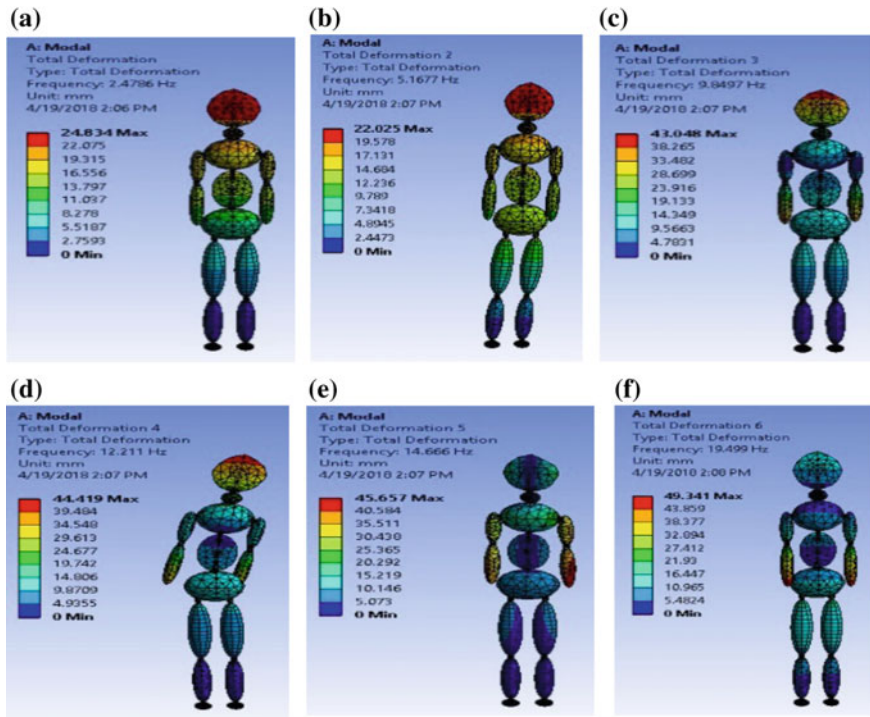 (a)
A: Modal
Total Deformation
Type: Total Deformation
Frequency: 2.4786 Hz
Unit: mm
4/19/2018 2:06 PM
24.834 Max
22.075
19.315
16.556
13.797
11.037
8.278
5.5187
2.7593
0 Min
(b)
A: Modal
Total Deformation 2
Type: Total Deformation
Frequency: 5.1677 Hz
Unit: mm
4/19/2018 2:07 PM
22.025 Max
19.578
17.131
14.684
12.236
9.789
7.3418
4.8945
2.4473
0 Min
(c)
A: Modal
Total Deformation 3
Type: Total Deformation
Frequency: 9.8497 Hz
Unit: mm
4/19/2018 2:07 PM
43.048 Max
38.265
33.482
28.699
23.916
19.133
14.349
9.5663
4.7831
0 Min
(d)
A: Modal
Total Deformation 4
Type: Total Deformation
Frequency: 12.211 Hz
Unit: mm
4/19/2018 2:07 PM
44.419 Max
39.484
34.548
29.613
24.677
19.742
14.806
9.8709
4.9355
0 Min
(e)
A: Modal
Total Deformation 5
Type: Total Deformation
Frequency: 14.666 Hz
Unit: mm
4/19/2018 2:07 PM
45.657 Max
40.584
35.511
30.438
25.365
20.292
15.219
10.146
5.073
0 Min
(f)
A: Modal
Total Deformation 6
Type: Total Deformation
Frequency: 19.499 Hz
Unit: mm
4/19/2018 2:08 PM
49.341 Max
43.859
38.377
32.894
27.412
21.93
16.447
10.965
5.4824
0 Min